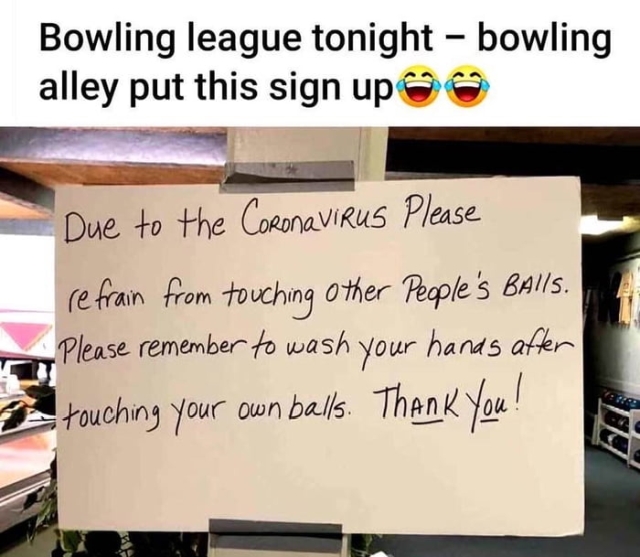 Bowling league tonight – bowling
alley put this sign up😂😂
Due to the CORONAVIRUS Please
refrain from touching other People's BAlls.
Please remember to wash your hands after
touching your own balls. Thank You!